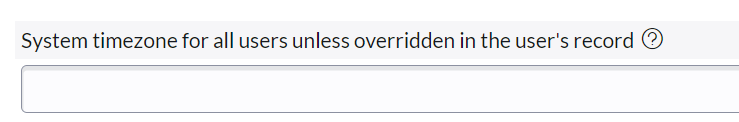 System timezone for all users unless overridden in the user's record ?